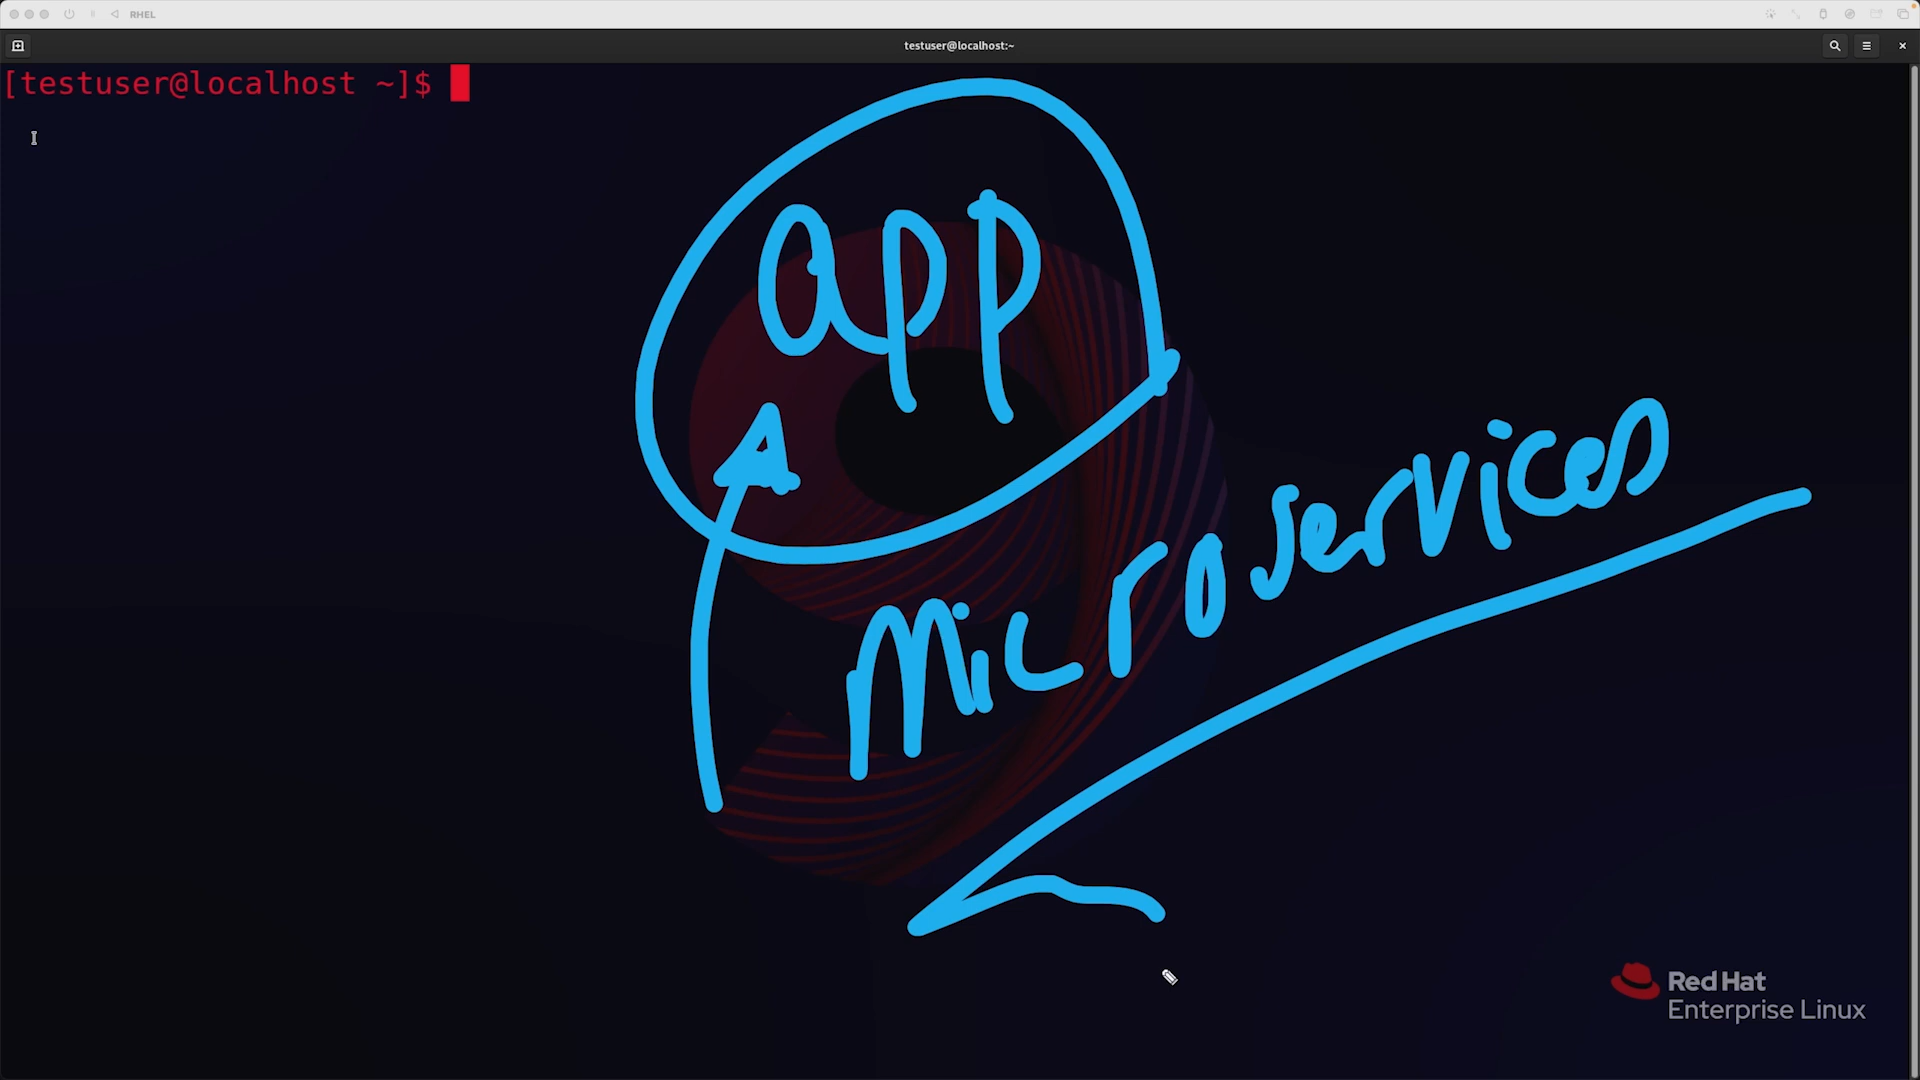 RHEL
testuser@localhost:~
[testuser@localhost ~]$
app
Microservices
Red Hat
Enterprise Linux